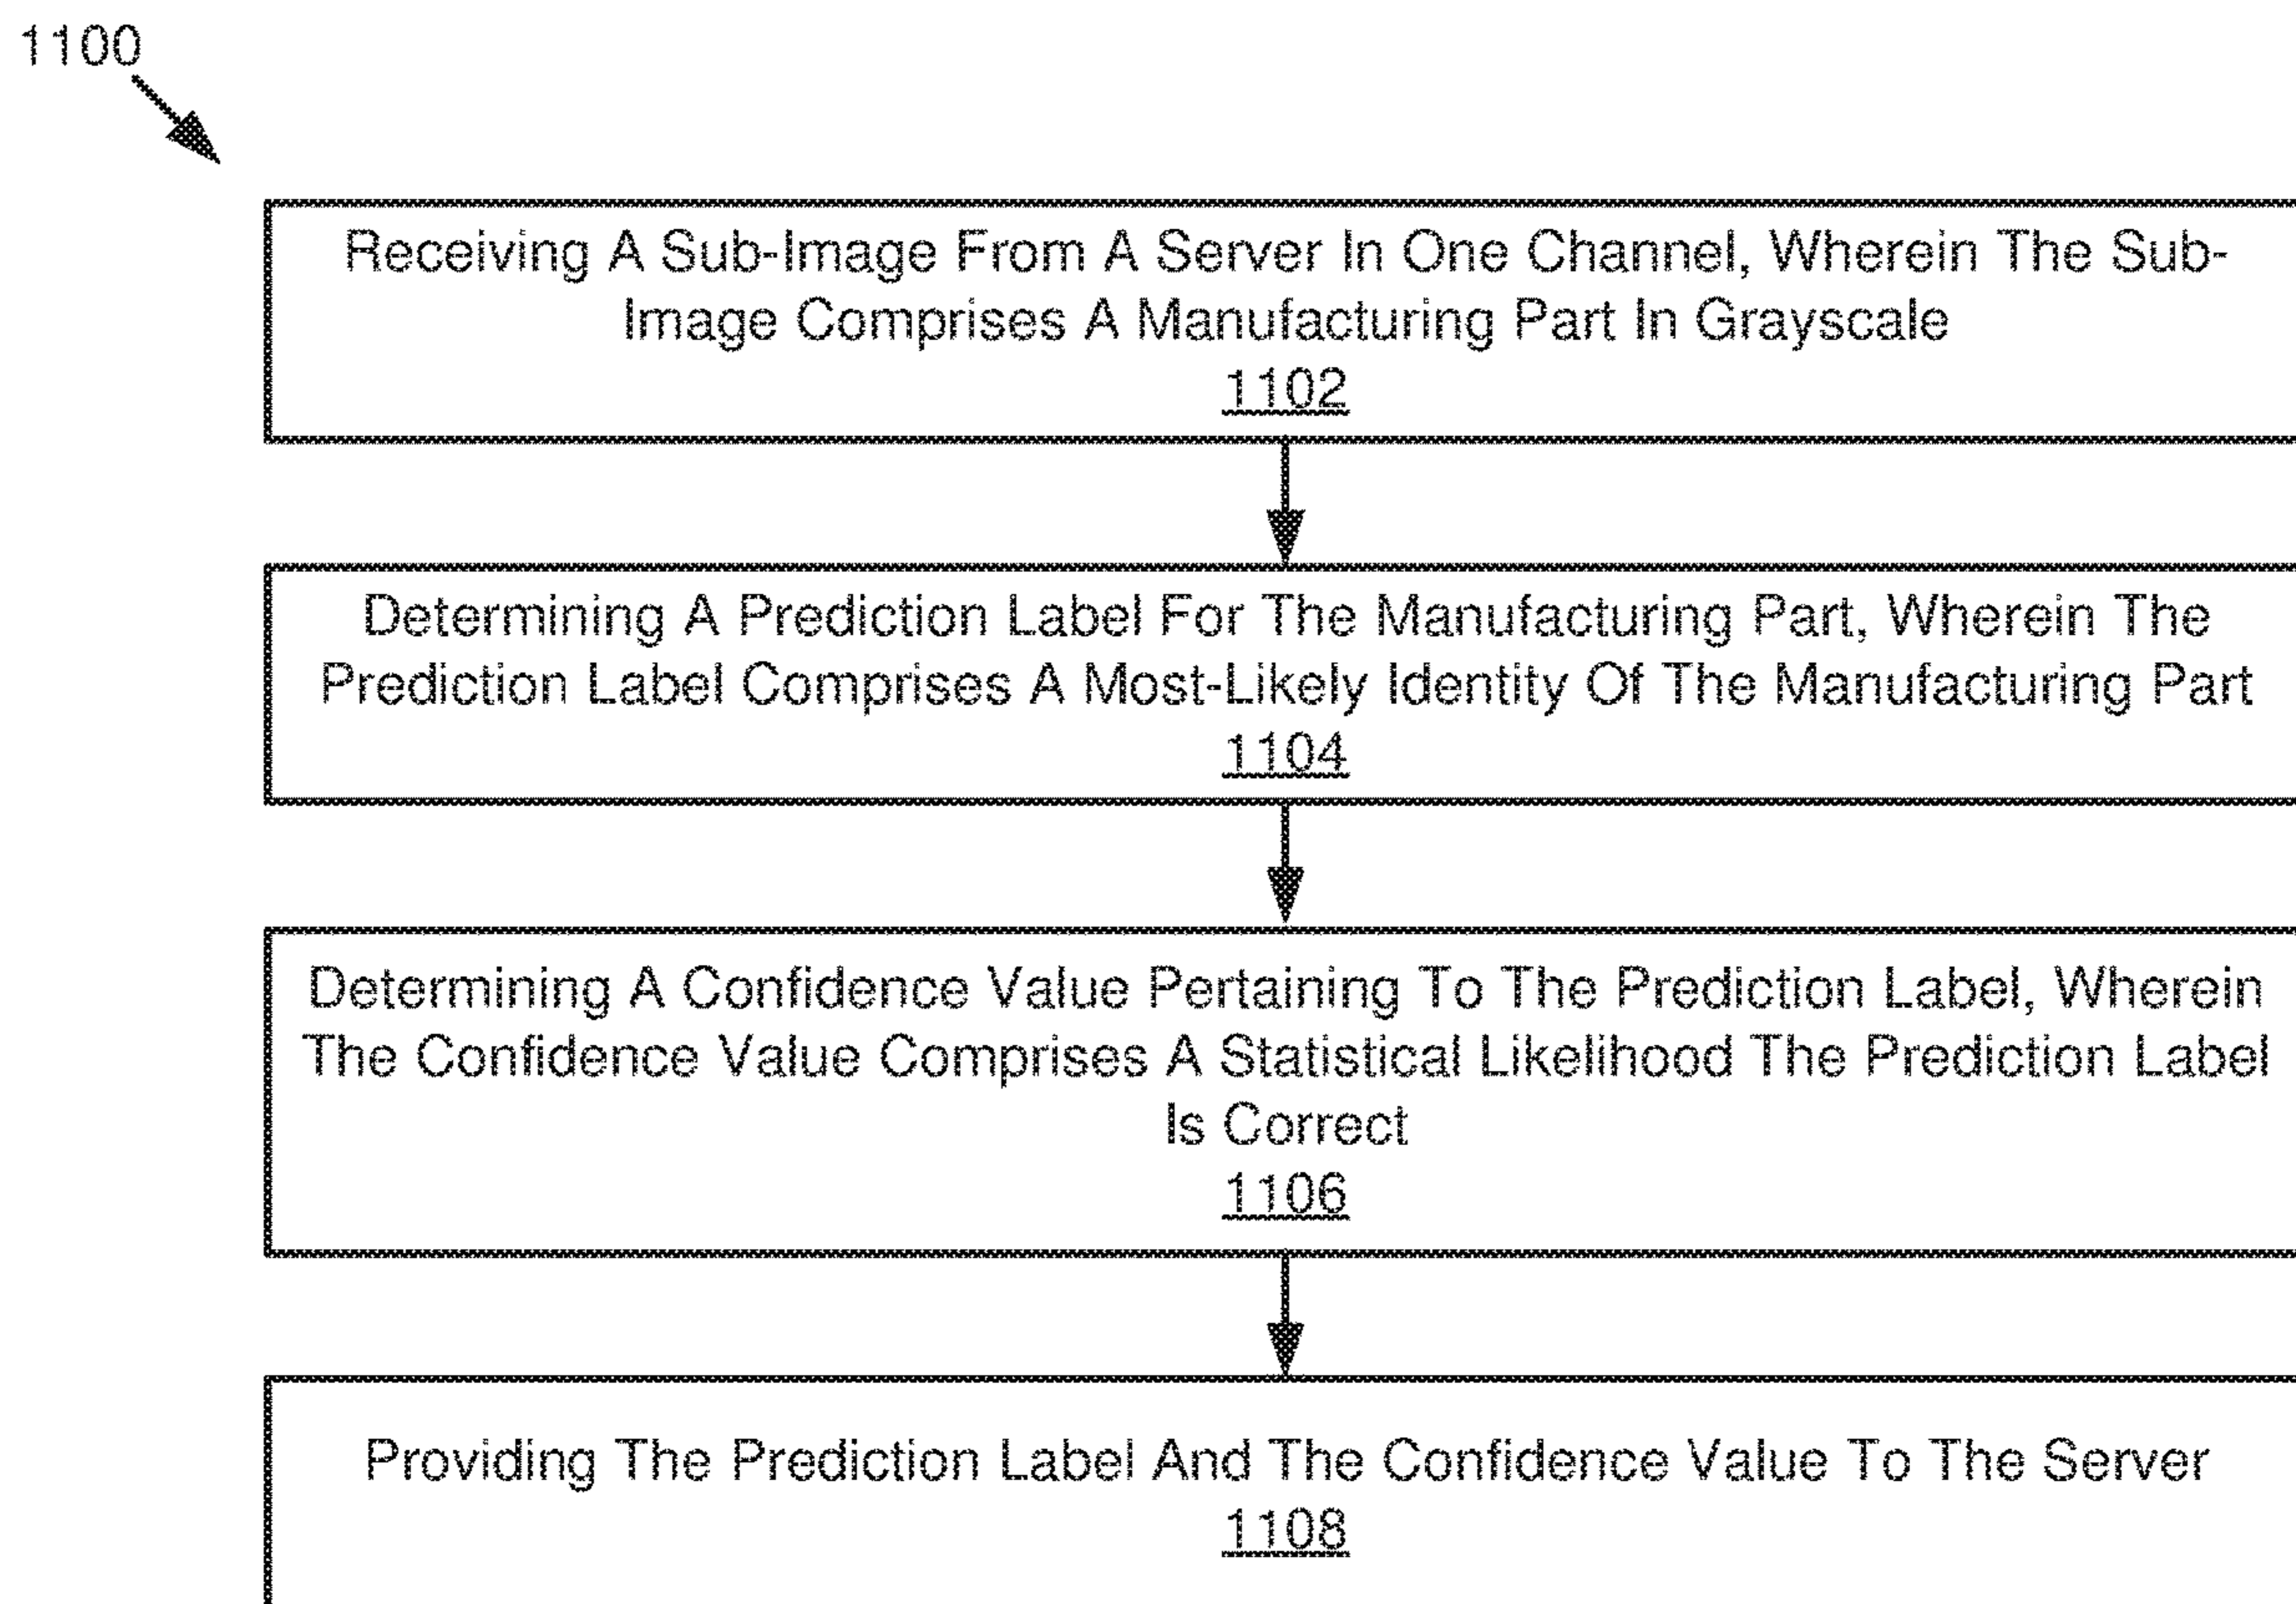 1100
Receiving A Sub-Image From A Server In One Channel, Wherein The Sub-
Image Comprises A Manufacturing Part In Grayscale
1102
Determining A Prediction Label For The Manufacturing Part, Wherein The
Prediction Label Comprises A Most-Likely Identity Of The Manufacturing Part
1104
Determining A Confidence Value Pertaining To The Prediction Label, Wherein
The Confidence Value Comprises A Statistical Likelihood The Prediction Label
Is Correct
1106
Providing The Prediction Label And The Confidence Value To The Server
1108